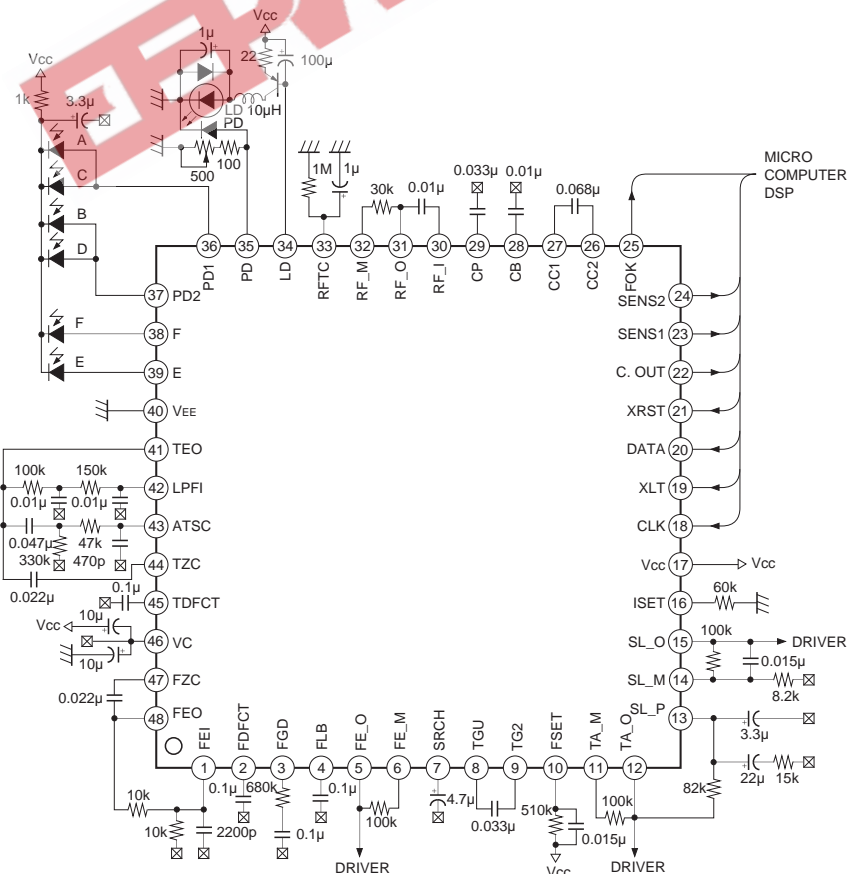 Vcc
1μ
22
100μ
Vcc
1k
3.3μ
LD
10μH
PD
A
500
100
C
B
D
F
E
1M
1μ
30k
0.01μ
0.033μ
0.01μ
0.068μ
MICRO
COMPUTER
DSP
36
35
34
33
32
31
30
29
28
27
26
25
PD1
PD
LD
RFTC
RF_M
RF_O
RF_I
CP
CB
CC1
CC2
FOK
37 PD2
38 F
39 E
40 VEE
41 TEO
42 LPFI
43 ATSC
44 TZC
45 TDFCT
46 VC
47 FZC
48 FEO
SENS2 24
SENS1 23
C. OUT 22
XRST 21
DATA 20
XLT 19
CLK 18
Vcc 17 Vcc
ISET 16 60k
SL_O 15
SL_M 14
SL_P 13
100k
DRIVER
0.015μ
8.2k
3.3μ
22μ
15k
82k
100k
150k
0.01μ
0.01μ
0.047μ
47k
330k
470p
0.022μ
0.1μ
10μ
Vcc
10μ
0.022μ
FEI
FDFCT
FGD
FLB
FE_O
FE_M
SRCH
TGU
TG2
FSET
TA_M
TA_O
1
2
3
4
5
6
7
8
9
10
11
12
10k
10k
2200p
0.1μ
680k
0.1μ
0.1μ
100k
DRIVER
4.7μ
0.033μ
510k
0.015μ
Vcc
100k
DRIVER